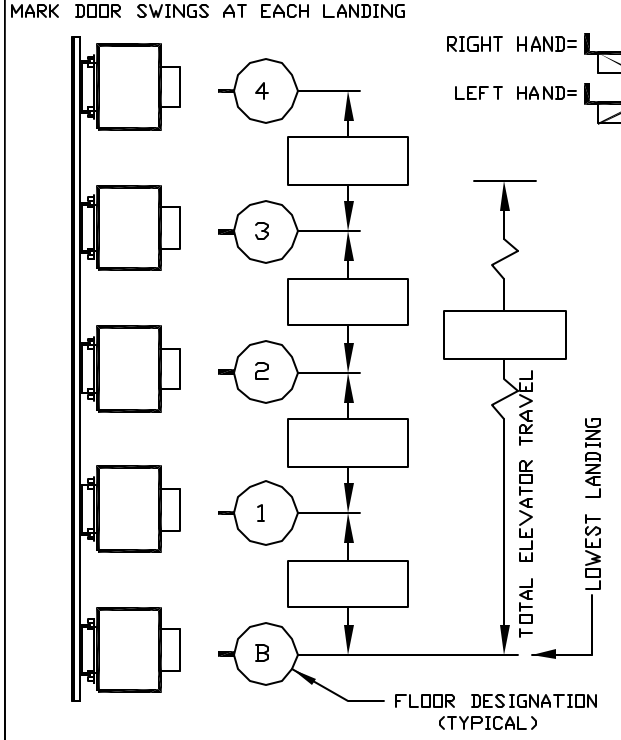 MARK DOOR SWINGS AT EACH LANDING
RIGHT HAND=
LEFT HAND=
4
3
2
1
B
TOTAL ELEVATOR TRAVEL
LOWEST LANDING
FLOOR DESIGNATION
(TYPICAL)